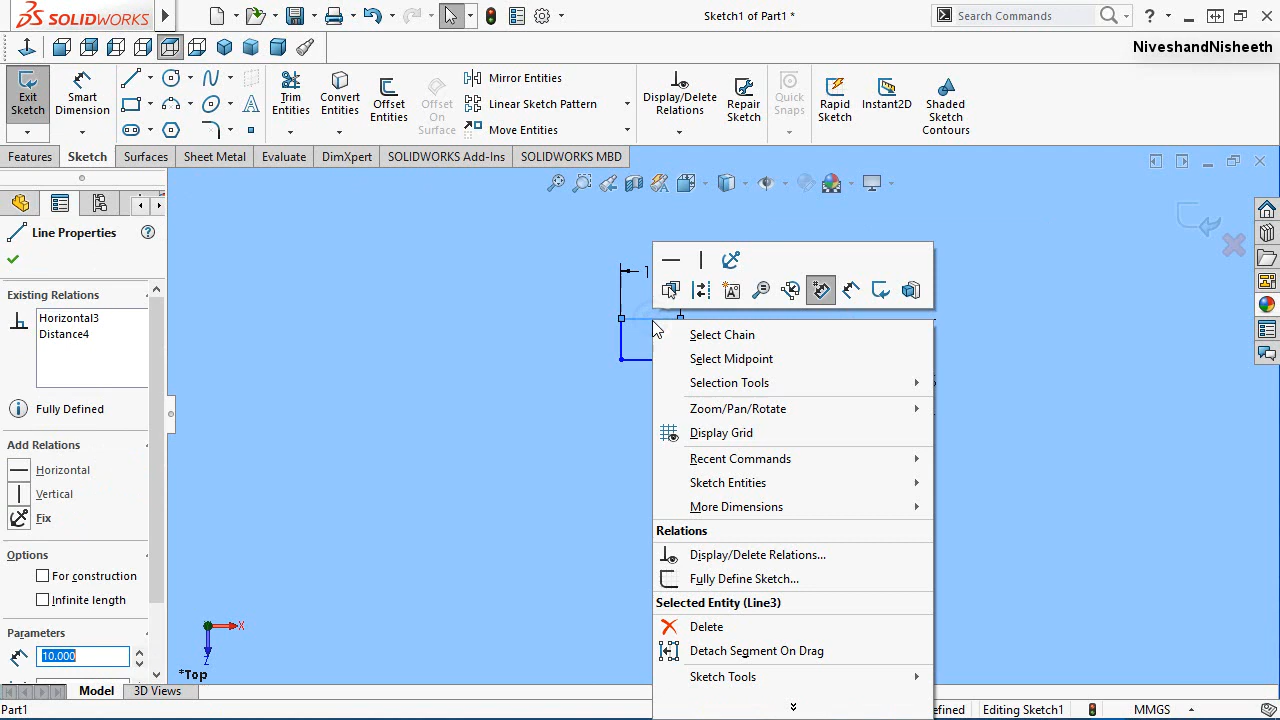 SOLIDWORKS
Sketch1 of Part1 *
Search Commands
NiveshandNisheeth
Exit Sketch
Smart Dimension
Trim Entities
Convert Entities
Offset Entities
Offset On Surface
Mirror Entities
Linear Sketch Pattern
Move Entities
Display/Delete Relations
Repair Sketch
Quick Snaps
Rapid Sketch
Instant2D
Shaded Sketch Contours
Features
Sketch
Surfaces
Sheet Metal
Evaluate
DimXpert
SOLIDWORKS Add-Ins
SOLIDWORKS MBD
Line Properties
Existing Relations
Horizontal3
Distance4
Fully Defined
Add Relations
Horizontal
Vertical
Fix
Options
For construction
Infinite length
Parameters
10.000
1
Select Chain
Select Midpoint
Selection Tools
Zoom/Pan/Rotate
Display Grid
Recent Commands
Sketch Entities
More Dimensions
Relations
Display/Delete Relations...
Fully Define Sketch...
Selected Entity (Line3)
Delete
Detach Segment On Drag
Sketch Tools
X
Z
*Top
Model
3D Views
Part1
efined
Editing Sketch1
MMGS